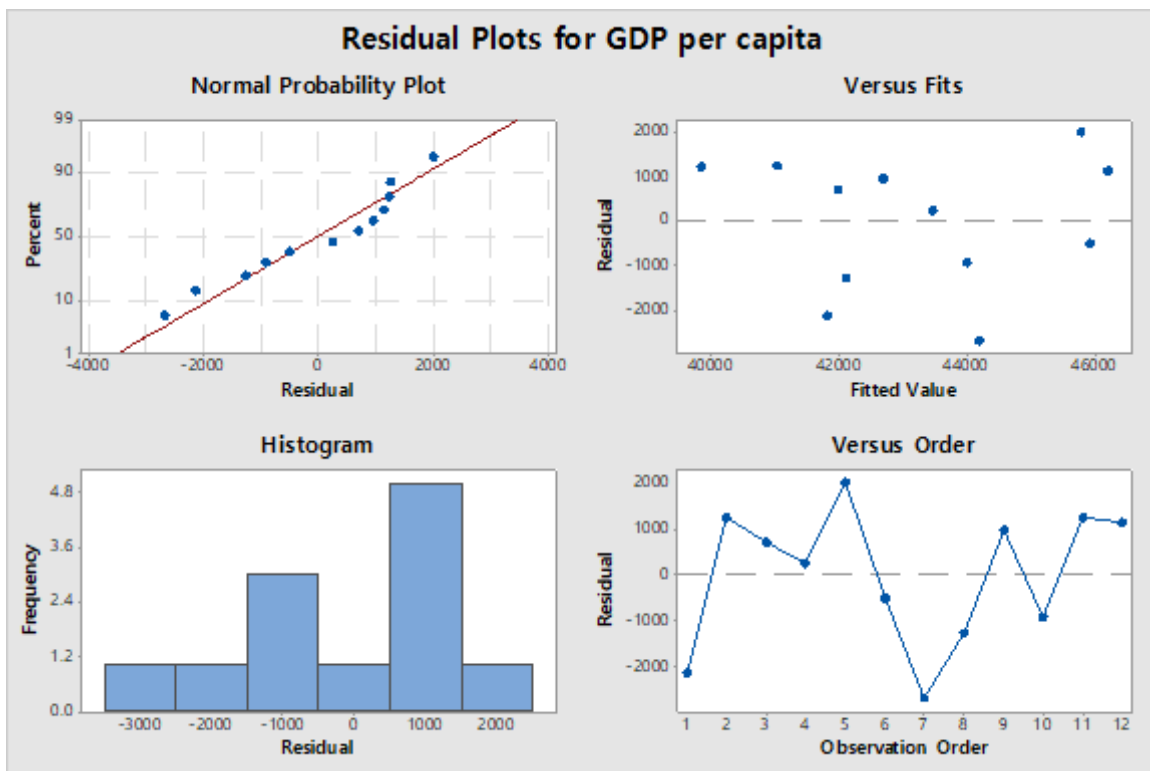 Residual Plots for GDP per capita
Normal Probability Plot
99
90
50
10
1
Percent
-4000 -2000 0 2000 4000
Residual
Versus Fits
2000
1000
0
-1000
-2000
Residual
40000 42000 44000 46000
Fitted Value
Histogram
4.8
3.6
2.4
1.2
0.0
Frequency
-3000 -2000 -1000 0 1000 2000
Residual
Versus Order
2000
1000
0
-1000
-2000
Residual
1 2 3 4 5 6 7 8 9 10 11 12
Observation Order